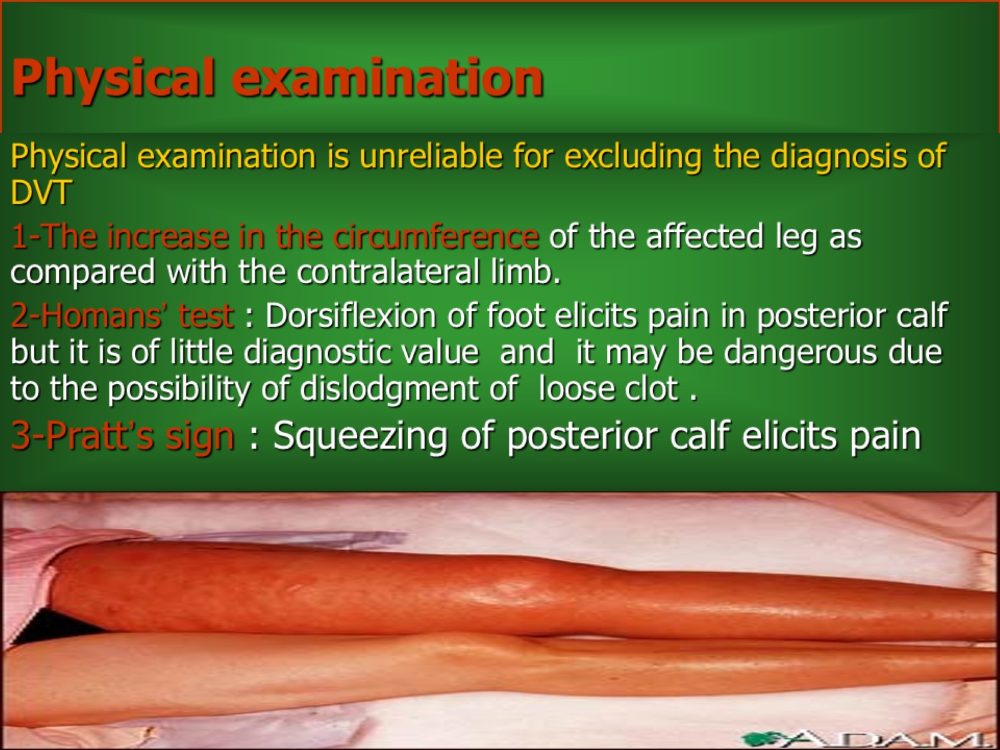 Physical examination
Physical examination is unreliable for excluding the diagnosis of
DVT
1-The increase in the circumference of the affected leg as
compared with the contralateral limb.
2-Homans’ test : Dorsiflexion of foot elicits pain in posterior calf
but it is of little diagnostic value  and  it may be dangerous due
to the possibility of dislodgment of  loose clot .
3-Pratt’s sign : Squeezing of posterior calf elicits pain
A.D.A.M.